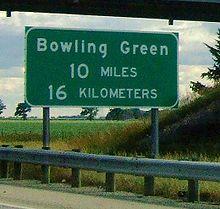 Bowling Green
10 MILES
16 KILOMETERS